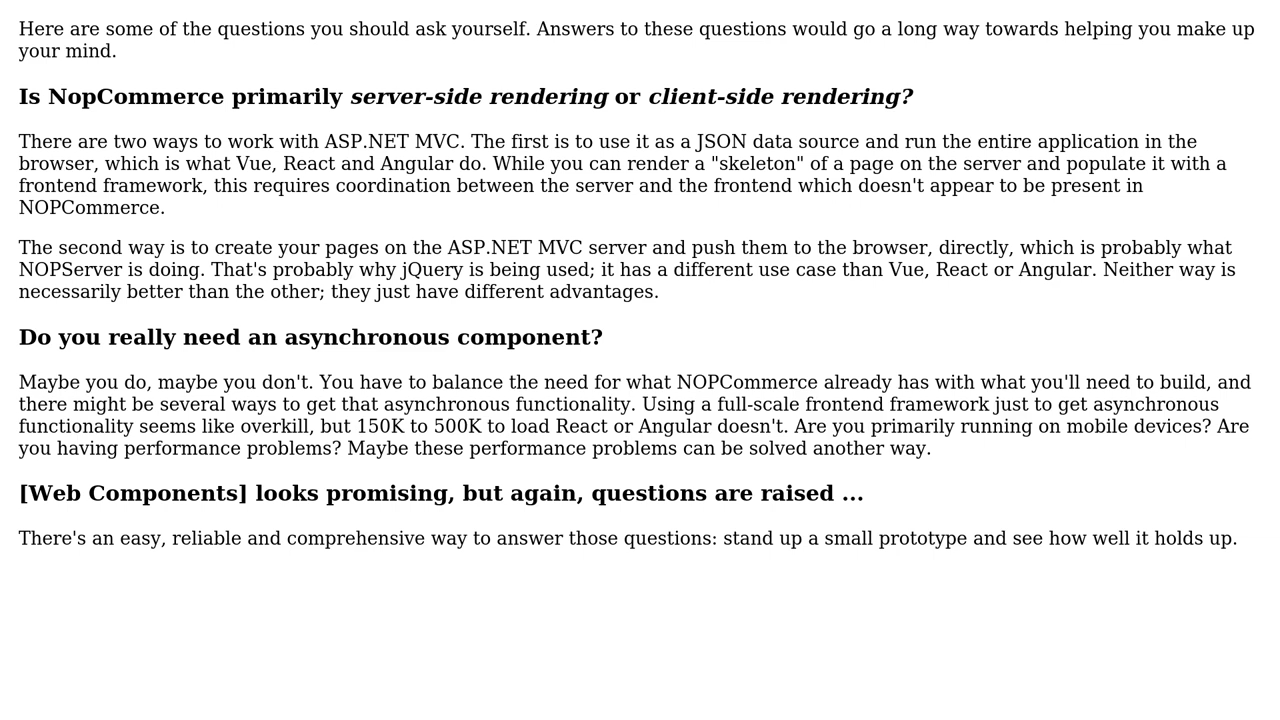 Here are some of the questions you should ask yourself. Answers to these questions would go a long way towards helping you make up
your mind.
Is NopCommerce primarily server-side rendering or client-side rendering?
There are two ways to work with ASP.NET MVC. The first is to use it as a JSON data source and run the entire application in the
browser, which is what Vue, React and Angular do. While you can render a "skeleton" of a page on the server and populate it with a
frontend framework, this requires coordination between the server and the frontend which doesn't appear to be present in
NOPCommerce.
The second way is to create your pages on the ASP.NET MVC server and push them to the browser, directly, which is probably what
NOPServer is doing. That's probably why jQuery is being used; it has a different use case than Vue, React or Angular. Neither way is
necessarily better than the other; they just have different advantages.
Do you really need an asynchronous component?
Maybe you do, maybe you don't. You have to balance the need for what NOPCommerce already has with what you'll need to build, and
there might be several ways to get that asynchronous functionality. Using a full-scale frontend framework just to get asynchronous
functionality seems like overkill, but 150K to 500K to load React or Angular doesn't. Are you primarily running on mobile devices? Are
you having performance problems? Maybe these performance problems can be solved another way.
[Web Components] looks promising, but again, questions are raised ...
There's an easy, reliable and comprehensive way to answer those questions: stand up a small prototype and see how well it holds up.